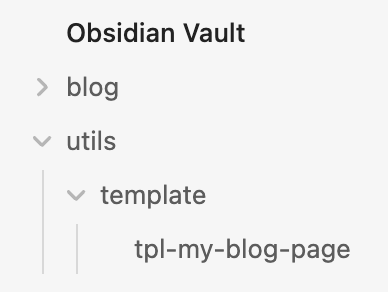 Obsidian Vault
blog
utils
template
tpl-my-blog-page